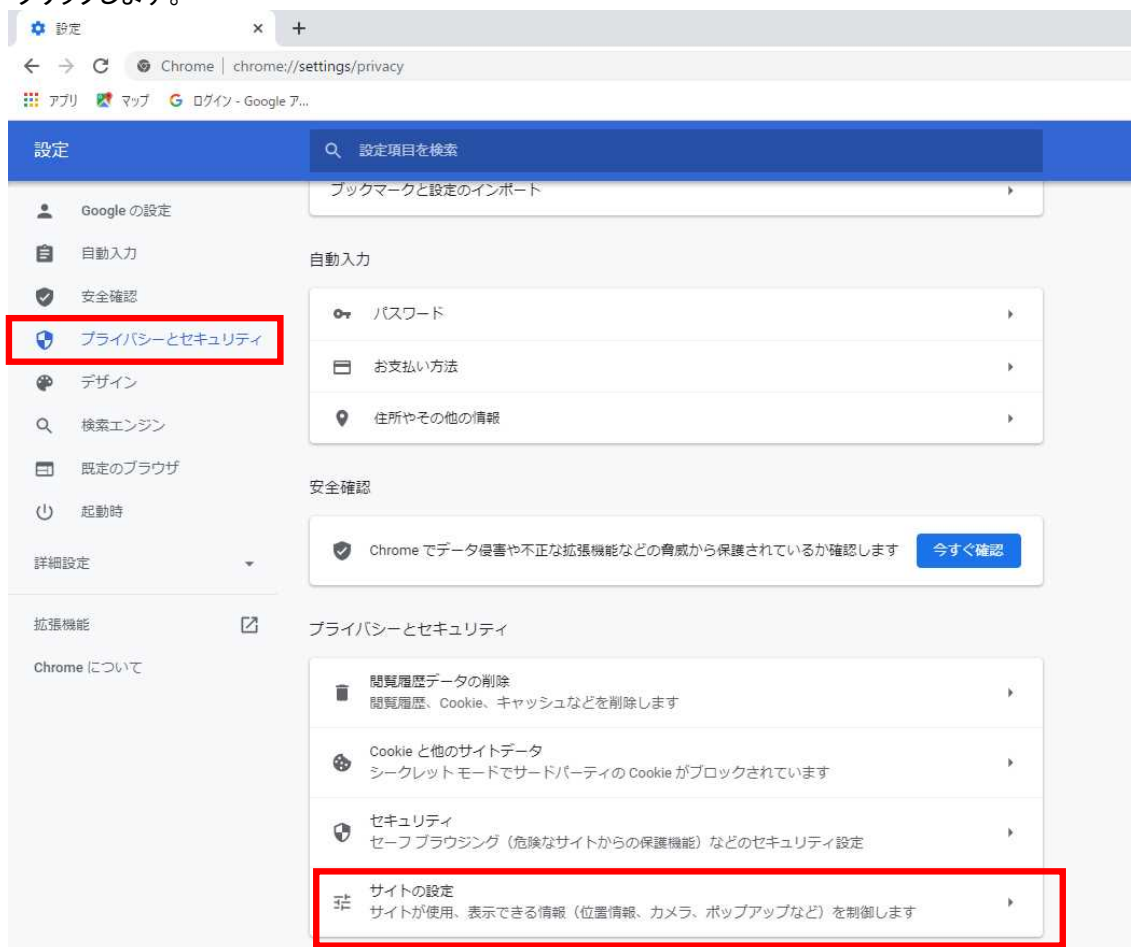 クリックします。
設定
Chrome | chrome://settings/privacy
アプリ マップ ログイン - Google ア...
設定
設定項目を検索
Google の設定
自動入力
安全確認
プライバシーとセキュリティ
デザイン
検索エンジン
既定のブラウザ
起動時
詳細設定
拡張機能
Chrome について
ブックマークと設定のインポート
自動入力
パスワード
お支払い方法
住所やその他の情報
安全確認
Chrome でデータ侵害や不正な拡張機能などの脅威から保護されているか確認します 今すぐ確認
プライバシーとセキュリティ
閲覧履歴データの削除
閲覧履歴、Cookie、キャッシュなどを削除します
Cookie と他のサイトデータ
シークレット モードでサードパーティの Cookie がブロックされています
セキュリティ
セーフ ブラウジング（危険なサイトからの保護機能）などのセキュリティ設定
サイトの設定
サイトが使用、表示できる情報（位置情報、カメラ、ポップアップなど）を制御します